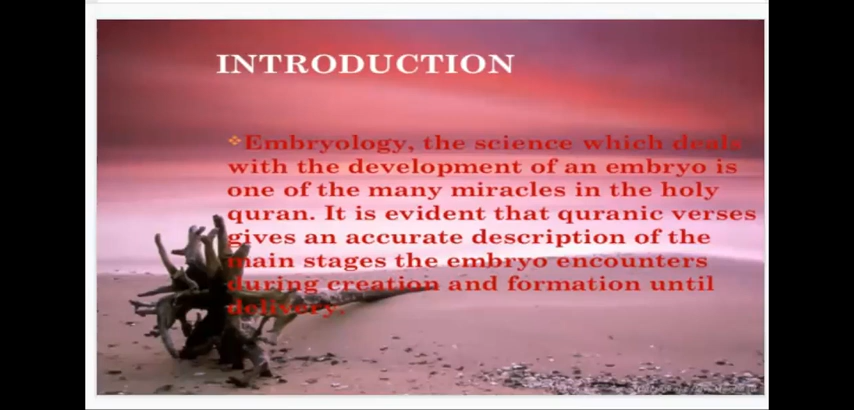 INTRODUCTION
❖Embryology, the science which deals
with the development of an embryo is
one of the many miracles in the holy
quran. It is evident that quranic verses
gives an accurate description of the
main stages the embryo encounters
during creation and formation until
delivery.